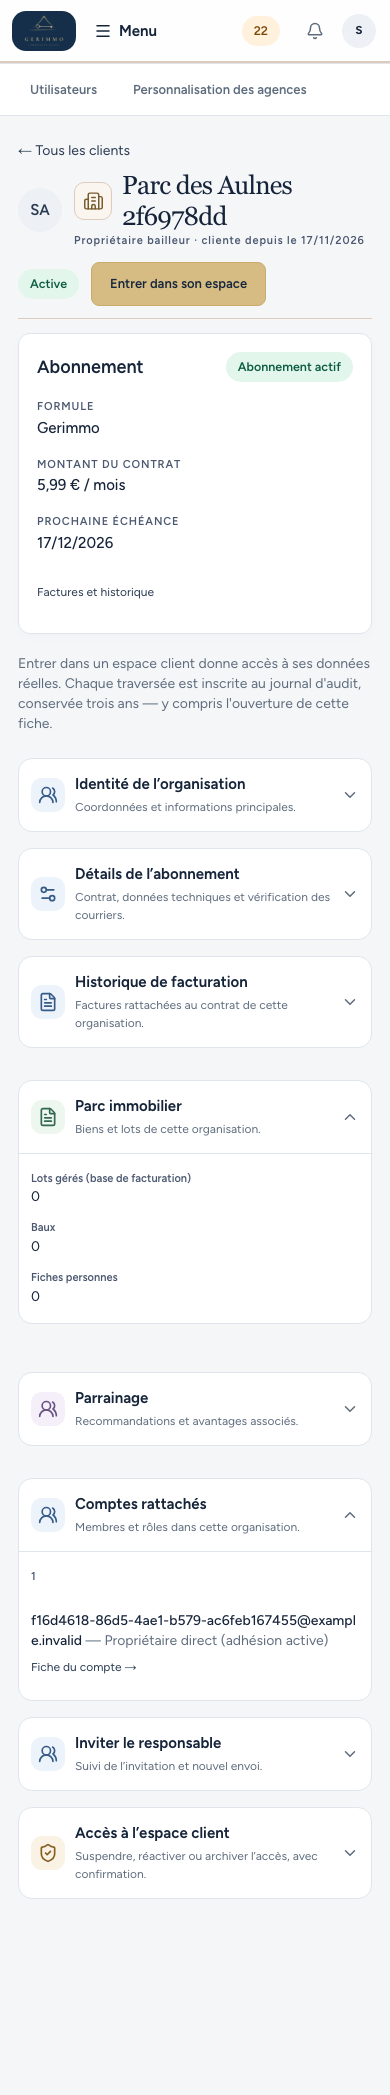 GERIMMO
Menu
22
S
Utilisateurs
Personnalisation des agences
← Tous les clients
SA
Parc des Aulnes
2f6978dd
Propriétaire bailleur · cliente depuis le 17/11/2026
Active
Entrer dans son espace
Abonnement
Abonnement actif
FORMULE
Gerimmo
MONTANT DU CONTRAT
5,99 € / mois
PROCHAINE ÉCHÉANCE
17/12/2026
Factures et historique
Entrer dans un espace client donne accès à ses données
réelles. Chaque traversée est inscrite au journal d'audit,
conservée trois ans — y compris l'ouverture de cette
fiche.
Identité de l’organisation
Coordonnées et informations principales.
Détails de l’abonnement
Contrat, données techniques et vérification des
courriers.
Historique de facturation
Factures rattachées au contrat de cette
organisation.
Parc immobilier
Biens et lots de cette organisation.
Lots gérés (base de facturation)
0
Baux
0
Fiches personnes
0
Parrainage
Recommandations et avantages associés.
Comptes rattachés
Membres et rôles dans cette organisation.
1
f16d4618-86d5-4ae1-b579-ac6feb167455@exampl
e.invalid — Propriétaire direct (adhésion active)
Fiche du compte →
Inviter le responsable
Suivi de l’invitation et nouvel envoi.
Accès à l’espace client
Suspendre, réactiver ou archiver l’accès, avec
confirmation.